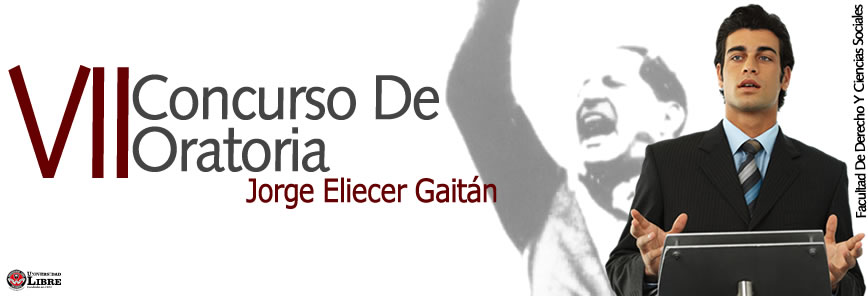 VII Concurso De
Oratoria
Jorge Eliecer Gaitán
Facultad De Derecho Y Ciencias Sociales
UNIVERSIDAD
LIBRE